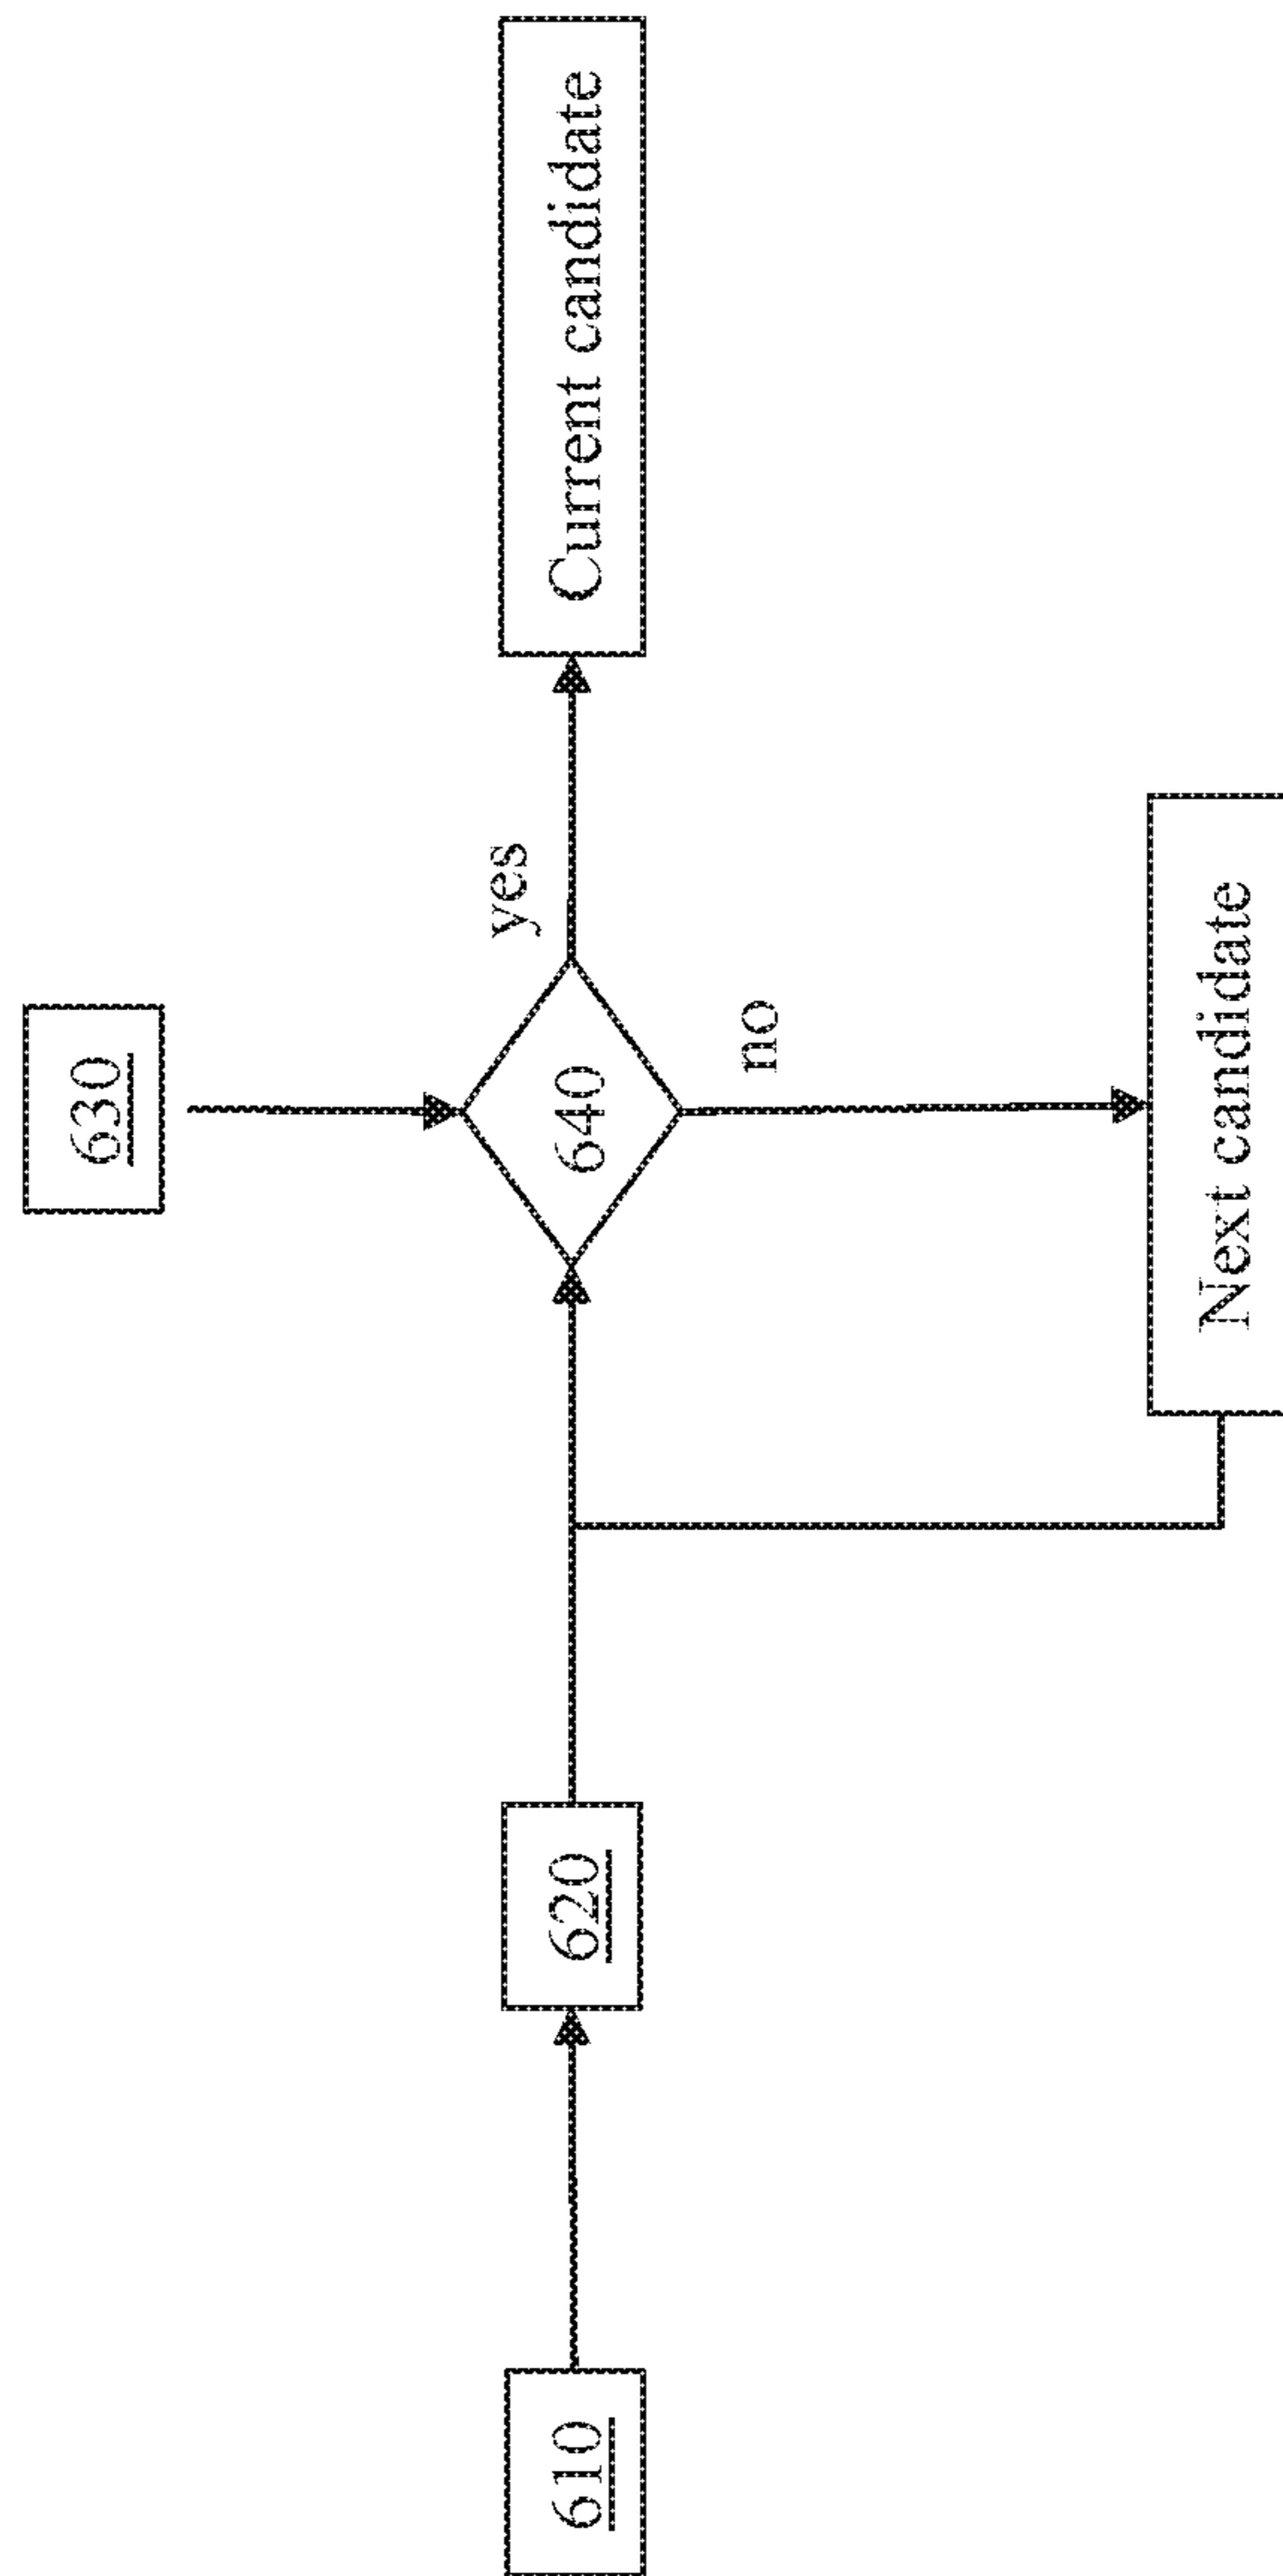 630
610
620
640
yes
Current candidate
no
Next candidate